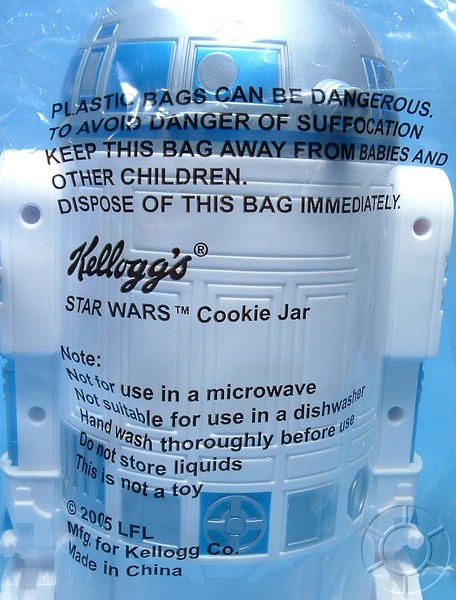 PLASTIC BAGS CAN BE DANGEROUS.
TO AVOID DANGER OF SUFFOCATION
KEEP THIS BAG AWAY FROM BABIES AND
OTHER CHILDREN.
DISPOSE OF THIS BAG IMMEDIATELY.
Kellogg's®
STAR WARS™ Cookie Jar
Note:
Not for use in a microwave
Not suitable for use in a dishwasher
Hand wash thoroughly before use
Do not store liquids
This is not a toy
© 2005 LFL
Mfg. for Kellogg Co.
Made in China